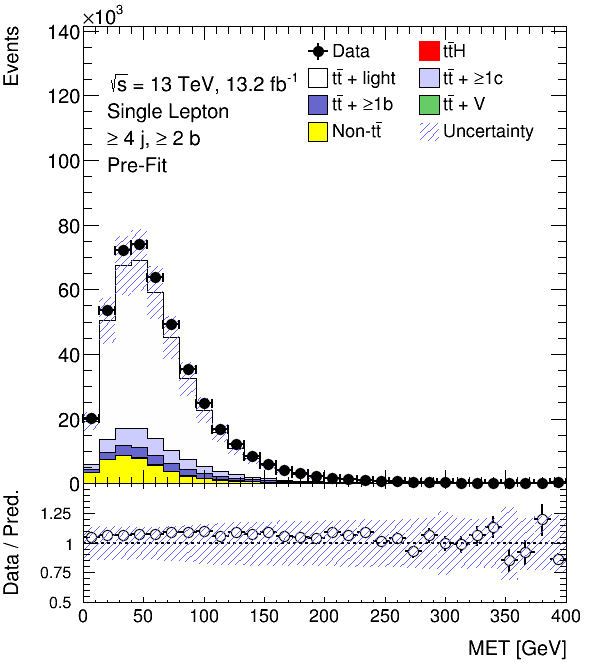 ×10³
Events
140
120
100
80
60
40
20
0
√s = 13 TeV, 13.2 fb⁻¹
Single Lepton
≥ 4 j, ≥ 2 b
Pre-Fit
Data
tt̄H
tt̄ + light
tt̄ + ≥1c
tt̄ + ≥1b
tt̄ + V
Non-tt̄
Uncertainty
Data / Pred.
1.25
1
0.75
0.5
0 50 100 150 200 250 300 350 400
MET [GeV]